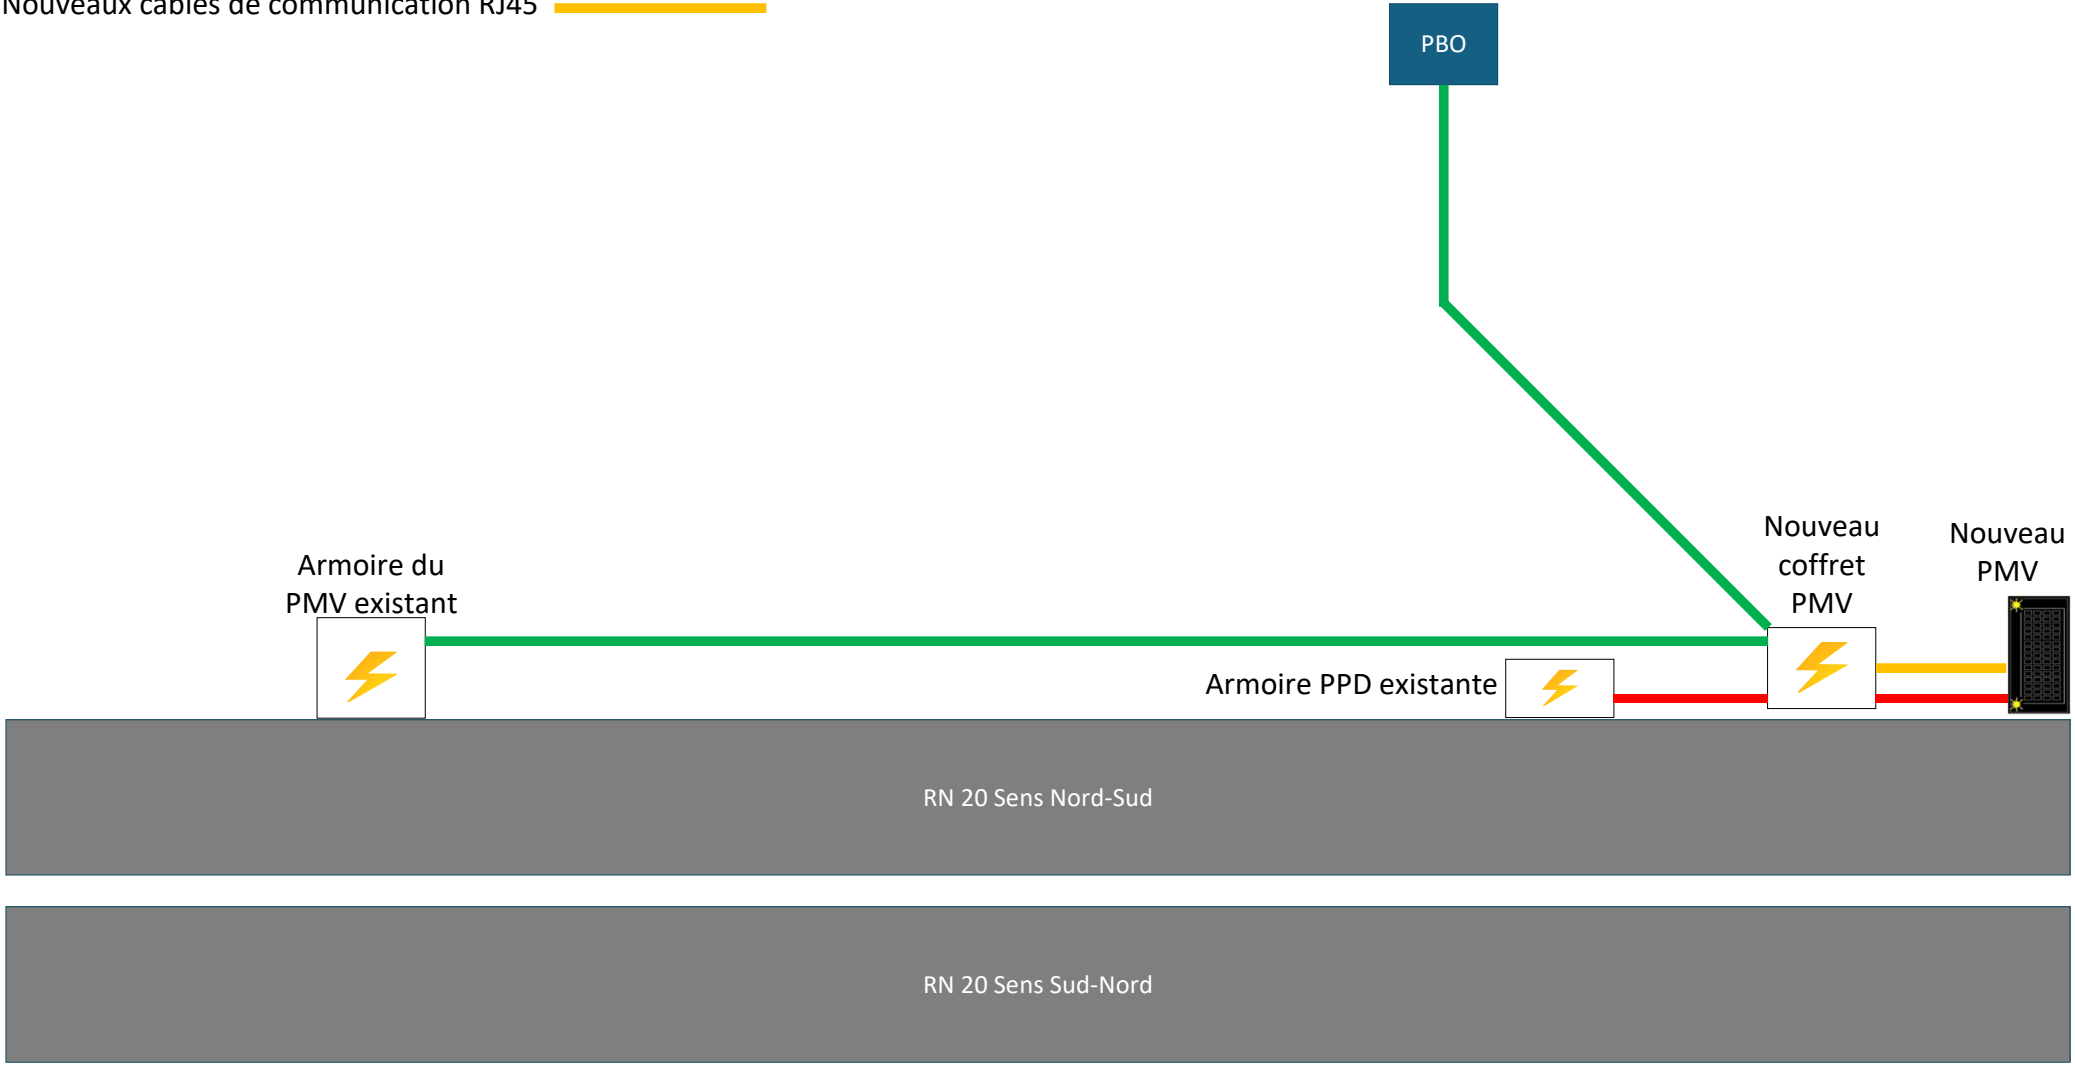 Nouveaux câbles de communication RJ45
PBO
Nouveau
coffret
PMV
Nouveau
PMV
Armoire du
PMV existant
Armoire PPD existante
RN 20 Sens Nord-Sud
RN 20 Sens Sud-Nord